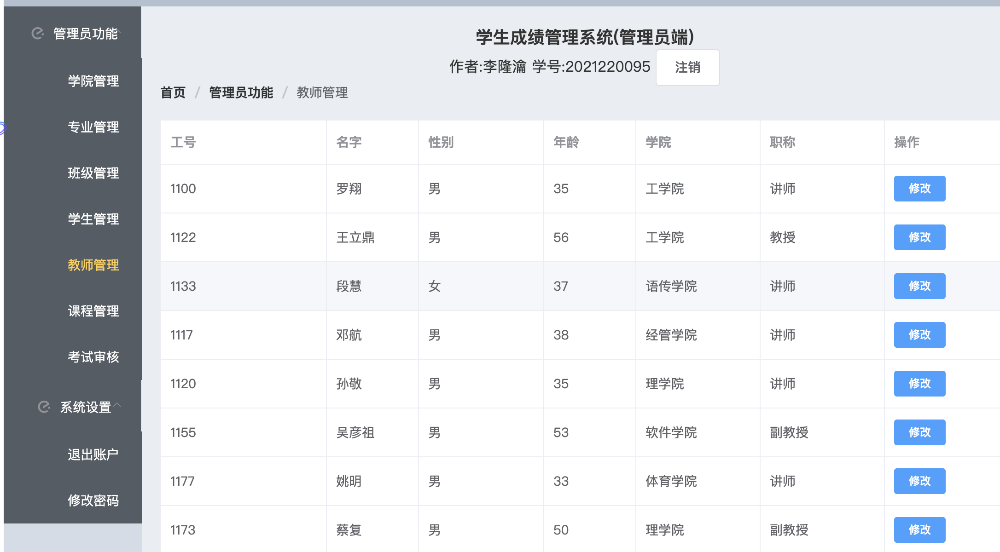 管理员功能
学院管理
专业管理
班级管理
学生管理
教师管理
课程管理
考试审核
系统设置
退出账户
修改密码
学生成绩管理系统(管理员端)
作者:李隆瀹 学号:2021220095 注销
首页 / 管理员功能 / 教师管理
工号 名字 性别 年龄 学院 职称 操作
1100 罗翔 男 35 工学院 讲师 修改
1122 王立鼎 男 56 工学院 教授 修改
1133 段慧 女 37 语传学院 讲师 修改
1117 邓航 男 38 经管学院 讲师 修改
1120 孙敬 男 35 理学院 讲师 修改
1155 吴彦祖 男 53 软件学院 副教授 修改
1177 姚明 男 33 体育学院 讲师 修改
1173 蔡复 男 50 理学院 副教授 修改